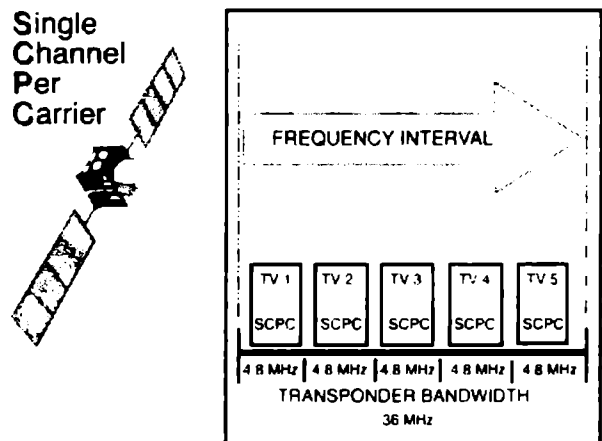 Single
Channel
Per
Carrier
FREQUENCY INTERVAL
TV 1 TV 2 TV 3 TV 4 TV 5
SCPC SCPC SCPC SCPC SCPC
4.8 MHz 4.8 MHz 4.8 MHz 4.8 MHz 4.8 MHz
TRANSPONDER BANDWIDTH
36 MHz